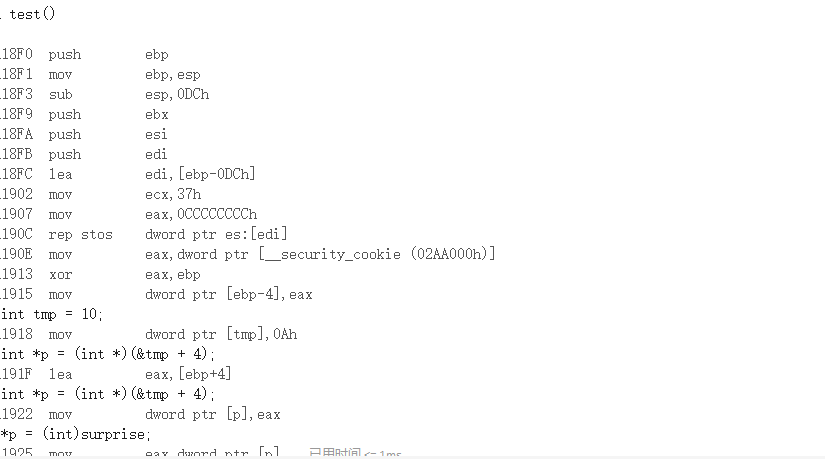 test()
18F0 push ebp
18F1 mov ebp,esp
18F3 sub esp,0DCh
18F9 push ebx
18FA push esi
18FB push edi
18FC lea edi,[ebp-0DCh]
1902 mov ecx,37h
1907 mov eax,0CCCCCCCCh
190C rep stos dword ptr es:[edi]
190E mov eax,dword ptr [__security_cookie (02AA000h)]
1913 xor eax,ebp
1915 mov dword ptr [ebp-4],eax
int tmp = 10;
1918 mov dword ptr [tmp],0Ah
int *p = (int *)(&tmp + 4);
191F lea eax,[ebp+4]
int *p = (int *)(&tmp + 4);
1922 mov dword ptr [p],eax
*p = (int)surprise;
1925 mov eax,dword ptr [p] 已用时间 <= 1ms